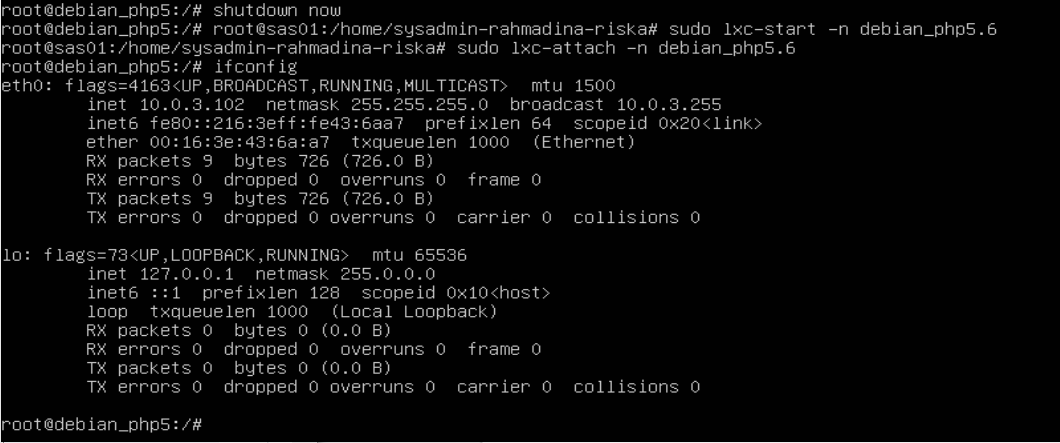 root@debian_php5:/# shutdown now
root@debian_php5:/# root@sas01:/home/sysadmin-rahmadina-riska# sudo lxc-start -n debian_php5.6
root@sas01:/home/sysadmin-rahmadina-riska# sudo lxc-attach -n debian_php5.6
root@debian_php5:/# ifconfig
eth0: flags=4163<UP,BROADCAST,RUNNING,MULTICAST>  mtu 1500
        inet 10.0.3.102  netmask 255.255.255.0  broadcast 10.0.3.255
        inet6 fe80::216:3eff:fe43:6aa7  prefixlen 64  scopeid 0x20<link>
        ether 00:16:3e:43:6a:a7  txqueuelen 1000  (Ethernet)
        RX packets 9  bytes 726 (726.0 B)
        RX errors 0  dropped 0  overruns 0  frame 0
        TX packets 9  bytes 726 (726.0 B)
        TX errors 0  dropped 0 overruns 0  carrier 0  collisions 0

lo: flags=73<UP,LOOPBACK,RUNNING>  mtu 65536
        inet 127.0.0.1  netmask 255.0.0.0
        inet6 ::1  prefixlen 128  scopeid 0x10<host>
        loop  txqueuelen 1000  (Local Loopback)
        RX packets 0  bytes 0 (0.0 B)
        RX errors 0  dropped 0  overruns 0  frame 0
        TX packets 0  bytes 0 (0.0 B)
        TX errors 0  dropped 0 overruns 0  carrier 0  collisions 0

root@debian_php5:/#